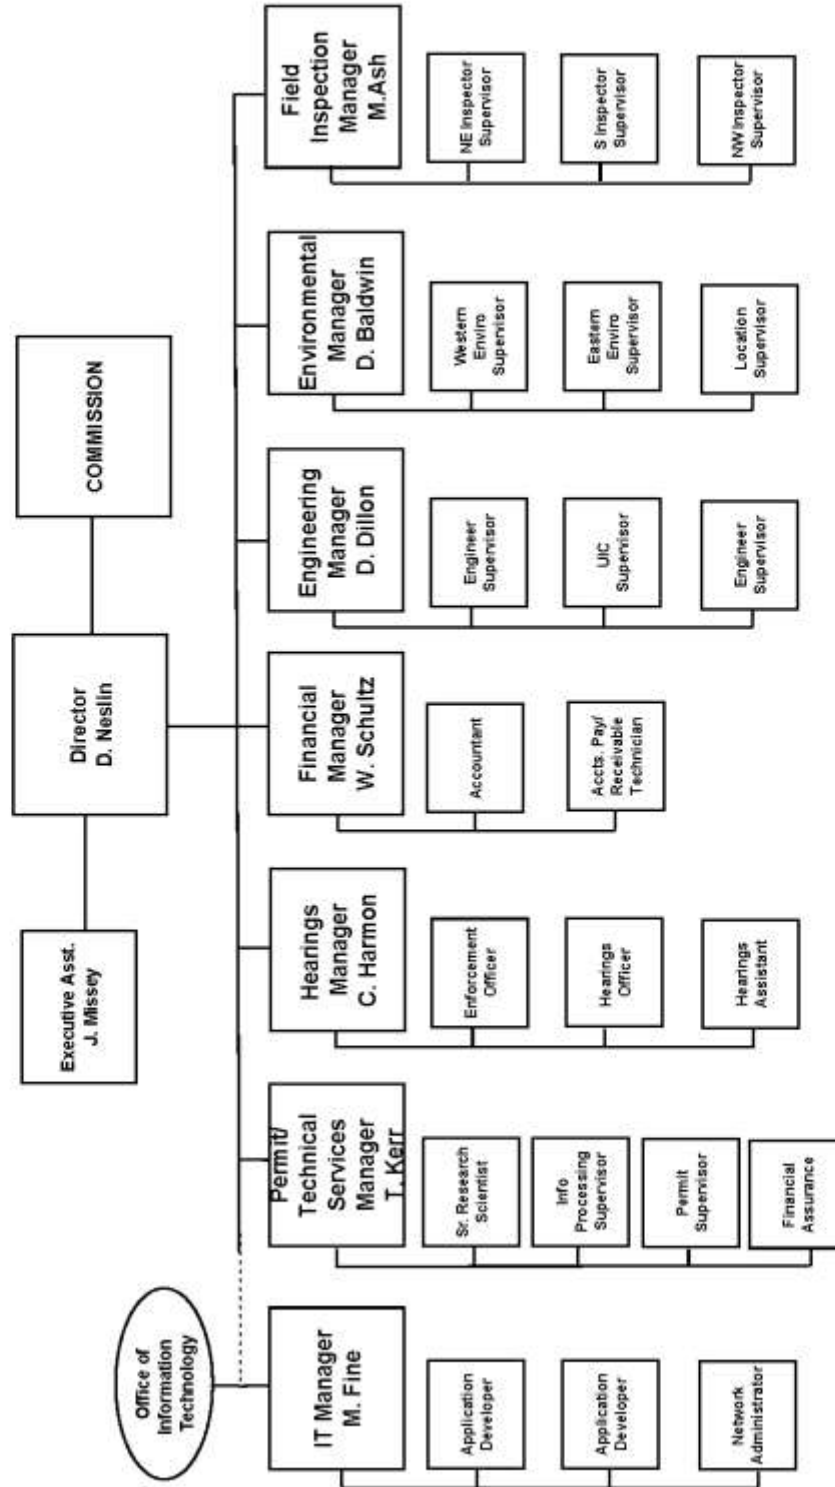 COMMISSION
Director
D. Neslin
Executive Asst.
J. Missey
Office of
Information
Technology
IT Manager
M. Fine
Application
Developer
Application
Developer
Network
Administrator
Permit/
Technical
Services
Manager
T. Kerr
Sr. Research
Scientist
Info
Processing
Supervisor
Permit
Supervisor
Financial
Assurance
Hearings
Manager
C. Harmon
Enforcement
Officer
Hearings
Officer
Hearings
Assistant
Financial
Manager
W. Schultz
Accountant
Accts. Pay/
Receivable
Technician
Engineering
Manager
D. Dillon
Engineer
Supervisor
UIC
Supervisor
Engineer
Supervisor
Environmental
Manager
D. Baldwin
Western
Enviro
Supervisor
Eastern
Enviro
Supervisor
Location
Supervisor
Field
Inspection
Manager
M.Ash
NE Inspector
Supervisor
S Inspector
Supervisor
NW Inspector
Supervisor